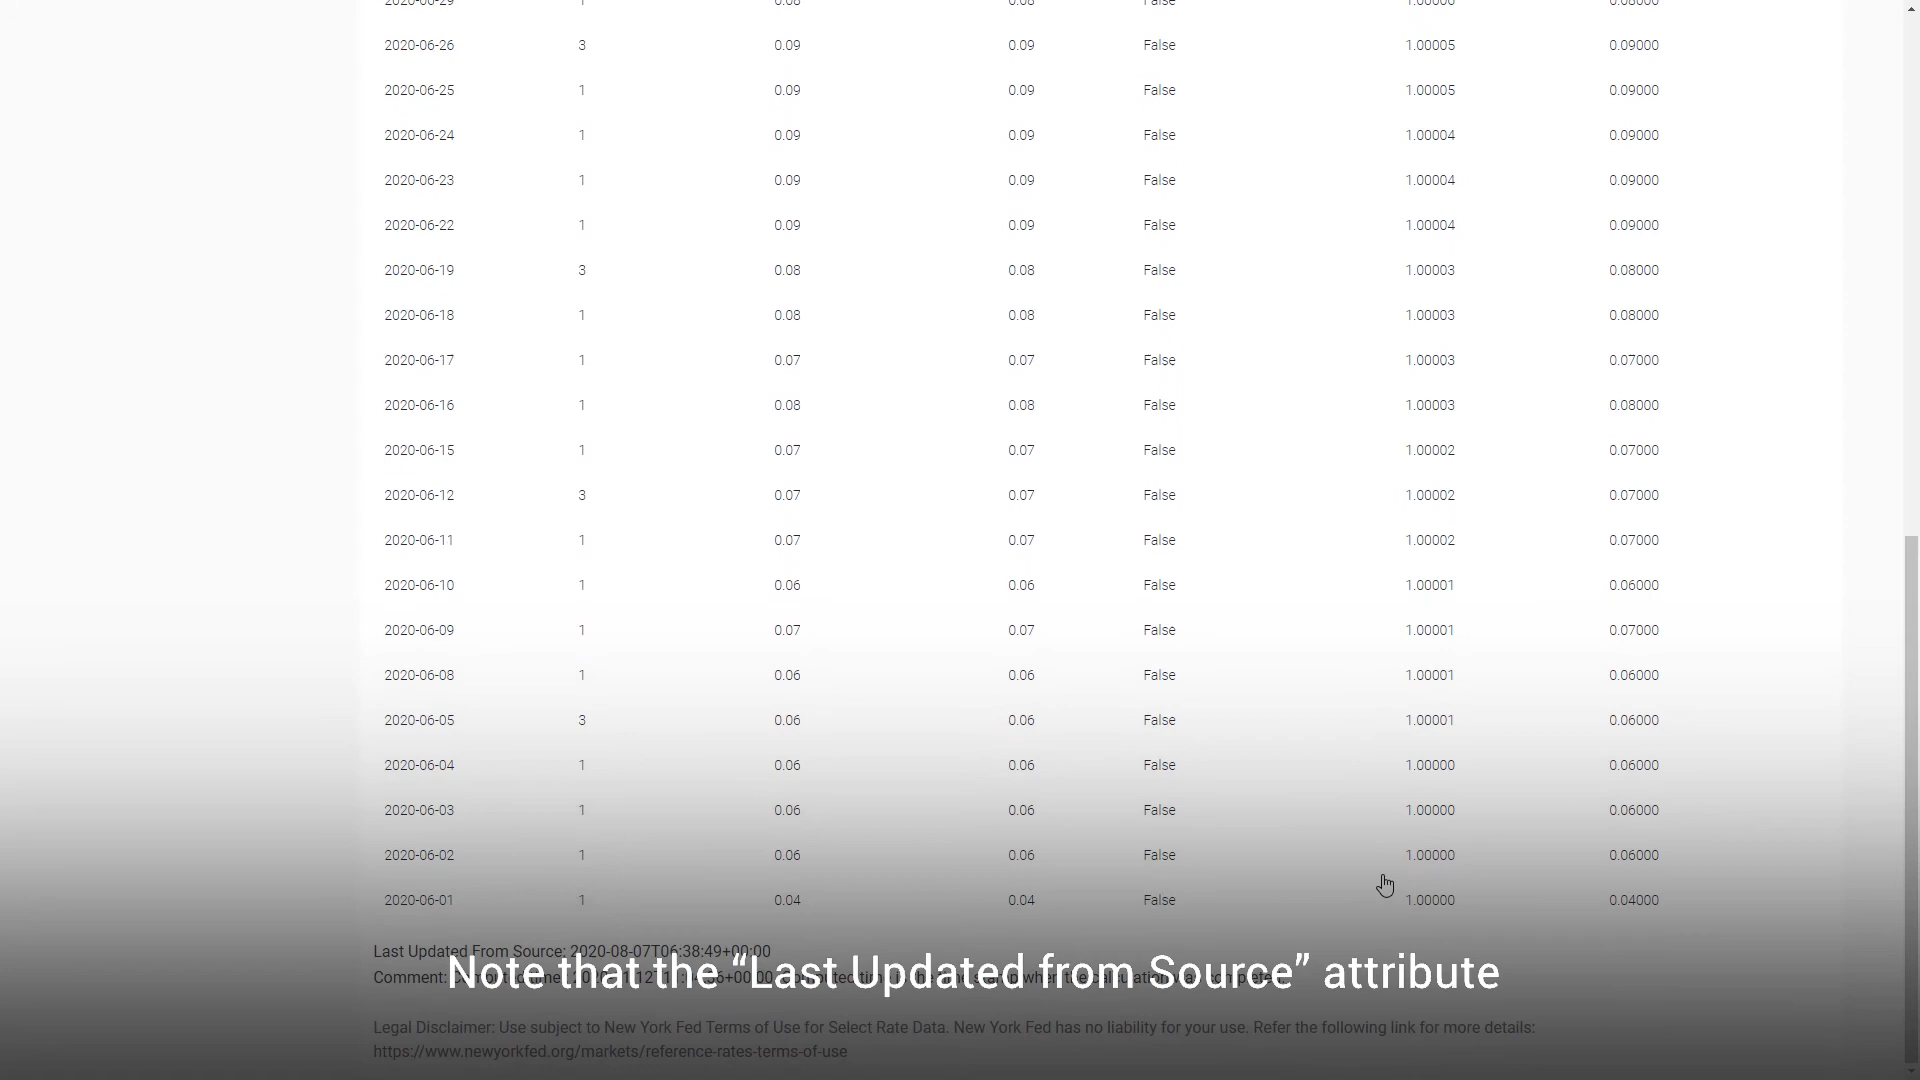 2020-06-29 1 0.08 0.08 False 1.00006 0.08000
2020-06-26 3 0.09 0.09 False 1.00005 0.09000
2020-06-25 1 0.09 0.09 False 1.00005 0.09000
2020-06-24 1 0.09 0.09 False 1.00004 0.09000
2020-06-23 1 0.09 0.09 False 1.00004 0.09000
2020-06-22 1 0.09 0.09 False 1.00004 0.09000
2020-06-19 3 0.08 0.08 False 1.00003 0.08000
2020-06-18 1 0.08 0.08 False 1.00003 0.08000
2020-06-17 1 0.07 0.07 False 1.00003 0.07000
2020-06-16 1 0.08 0.08 False 1.00003 0.08000
2020-06-15 1 0.07 0.07 False 1.00002 0.07000
2020-06-12 3 0.07 0.07 False 1.00002 0.07000
2020-06-11 1 0.07 0.07 False 1.00002 0.07000
2020-06-10 1 0.06 0.06 False 1.00001 0.06000
2020-06-09 1 0.07 0.07 False 1.00001 0.07000
2020-06-08 1 0.06 0.06 False 1.00001 0.06000
2020-06-05 3 0.06 0.06 False 1.00001 0.06000
2020-06-04 1 0.06 0.06 False 1.00000 0.06000
2020-06-03 1 0.06 0.06 False 1.00000 0.06000
2020-06-02 1 0.06 0.06 False 1.00000 0.06000
2020-06-01 1 0.04 0.04 False 1.00000 0.04000
Last Updated From Source: 2020-08-07T06:38:49+00:00
Comment: when the
Note that the “Last Updated from Source” attribute
Legal Disclaimer: Use subject to New York Fed Terms of Use for Select Rate Data. New York Fed has no liability for your use. Refer the following link for more details:
https://www.newyorkfed.org/markets/reference-rates-terms-of-use